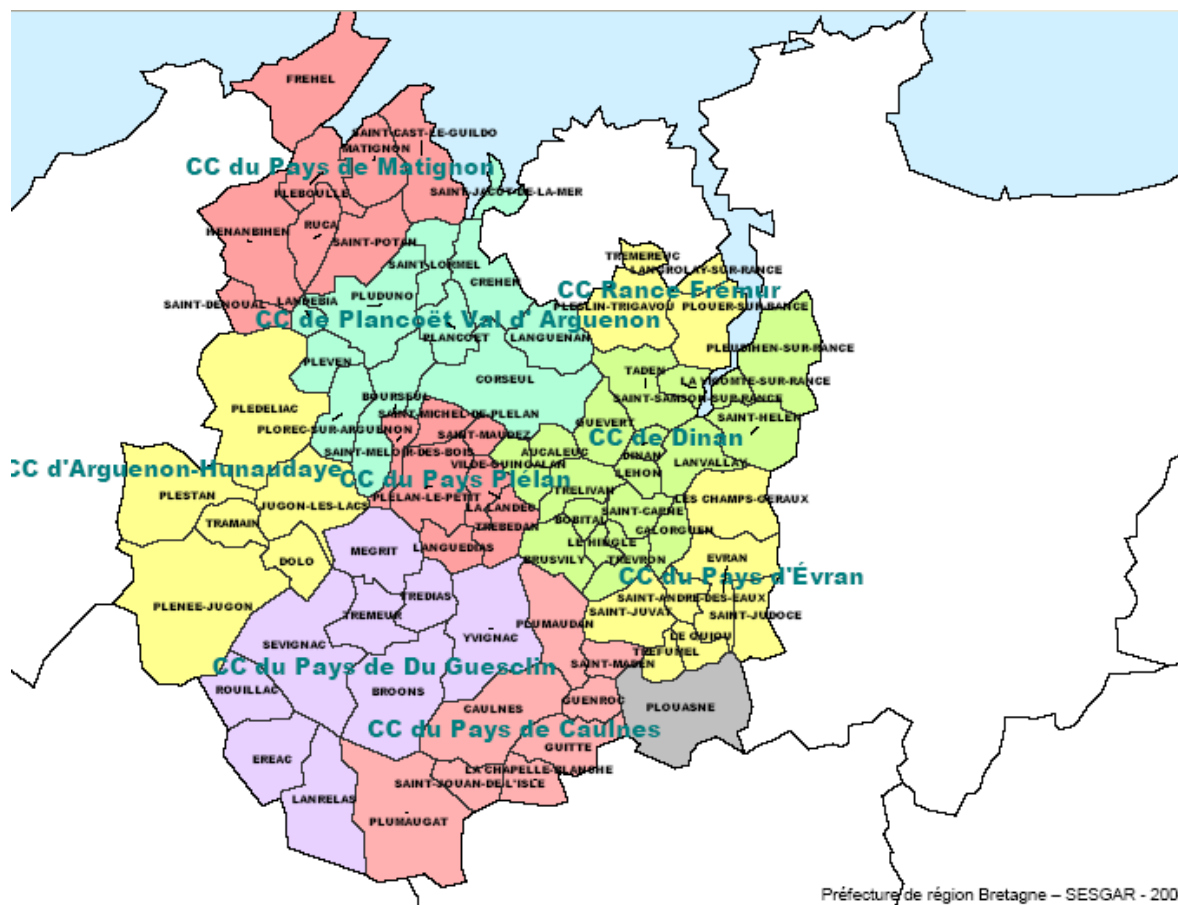 FREHEL
SAINT-CAST-LE-GUILDO
MATIGNON
CC du Pays de Matignon
PLEBOULLE
SAINT-JACUT-DE-LA-MER
RUCA
HENANBIHEN
SAINT-POTAN
TREMEREUC
SAINT-LORMEL
LANGROLAY-SUR-RANCE
CREHEN
CC Rance Frémur
PLUDUNO
SAINT-DENOUAL
LANDEBIA
PLESLIN-TRIGAVOU
PLOUER-SUR-RANCE
CC de Plancoët Val d' Arguenon
PLANCOET
LANGUENAN
PLEUDIHEN-SUR-RANCE
PLEVEN
TADEN
CORSEUL
LA VICOMTE-SUR-RANCE
BOURSEUL
SAINT-SAMSON-SUR-RANCE
PLEDELIAC
SAINT-MICHEL-DE-PLELAN
SAINT-HELEN
QUEVERT
PLOREC-SUR-ARGUENON
SAINT-MAUDEZ
CC de Dinan
SAINT-MELOIR-DES-BOIS
AUCALEUC
DINAN
VILDE-GUINGALAN
LANVALLAY
CC d'Arguenon-Hunaudaye
LEHON
CC du Pays Plélan
PLESTAN
TRELIVAN
PLELAN-LE-PETIT
LES CHAMPS-GERAUX
JUGON-LES-LACS
LA LANDEC
SAINT-CARNE
BOBITAL
TRAMAIN
TREBEDAN
CALORGUEN
LE HINGLE
LANGUEDIAS
MEGRIT
BRUSVILY
TREVRON
EVRAN
DOLO
CC du Pays d'Évran
TREDIAS
SAINT-ANDRE-DES-EAUX
PLENEE-JUGON
SAINT-JUVAT
TREMEUR
SAINT-JUDOCE
PLUMAUDAN
YVIGNAC
LE QUIOU
SEVIGNAC
TREFUMEL
SAINT-MADEN
CC du Pays de Du Guesclin
ROUILLAC
BROONS
GUENROC
CAULNES
PLOUASNE
CC du Pays de Caulnes
GUITTE
EREAC
LA CHAPELLE-BLANCHE
SAINT-JOUAN-DE-L'ISLE
LANRELAS
PLUMAUGAT
Préfecture de région Bretagne – SESGAR - 200